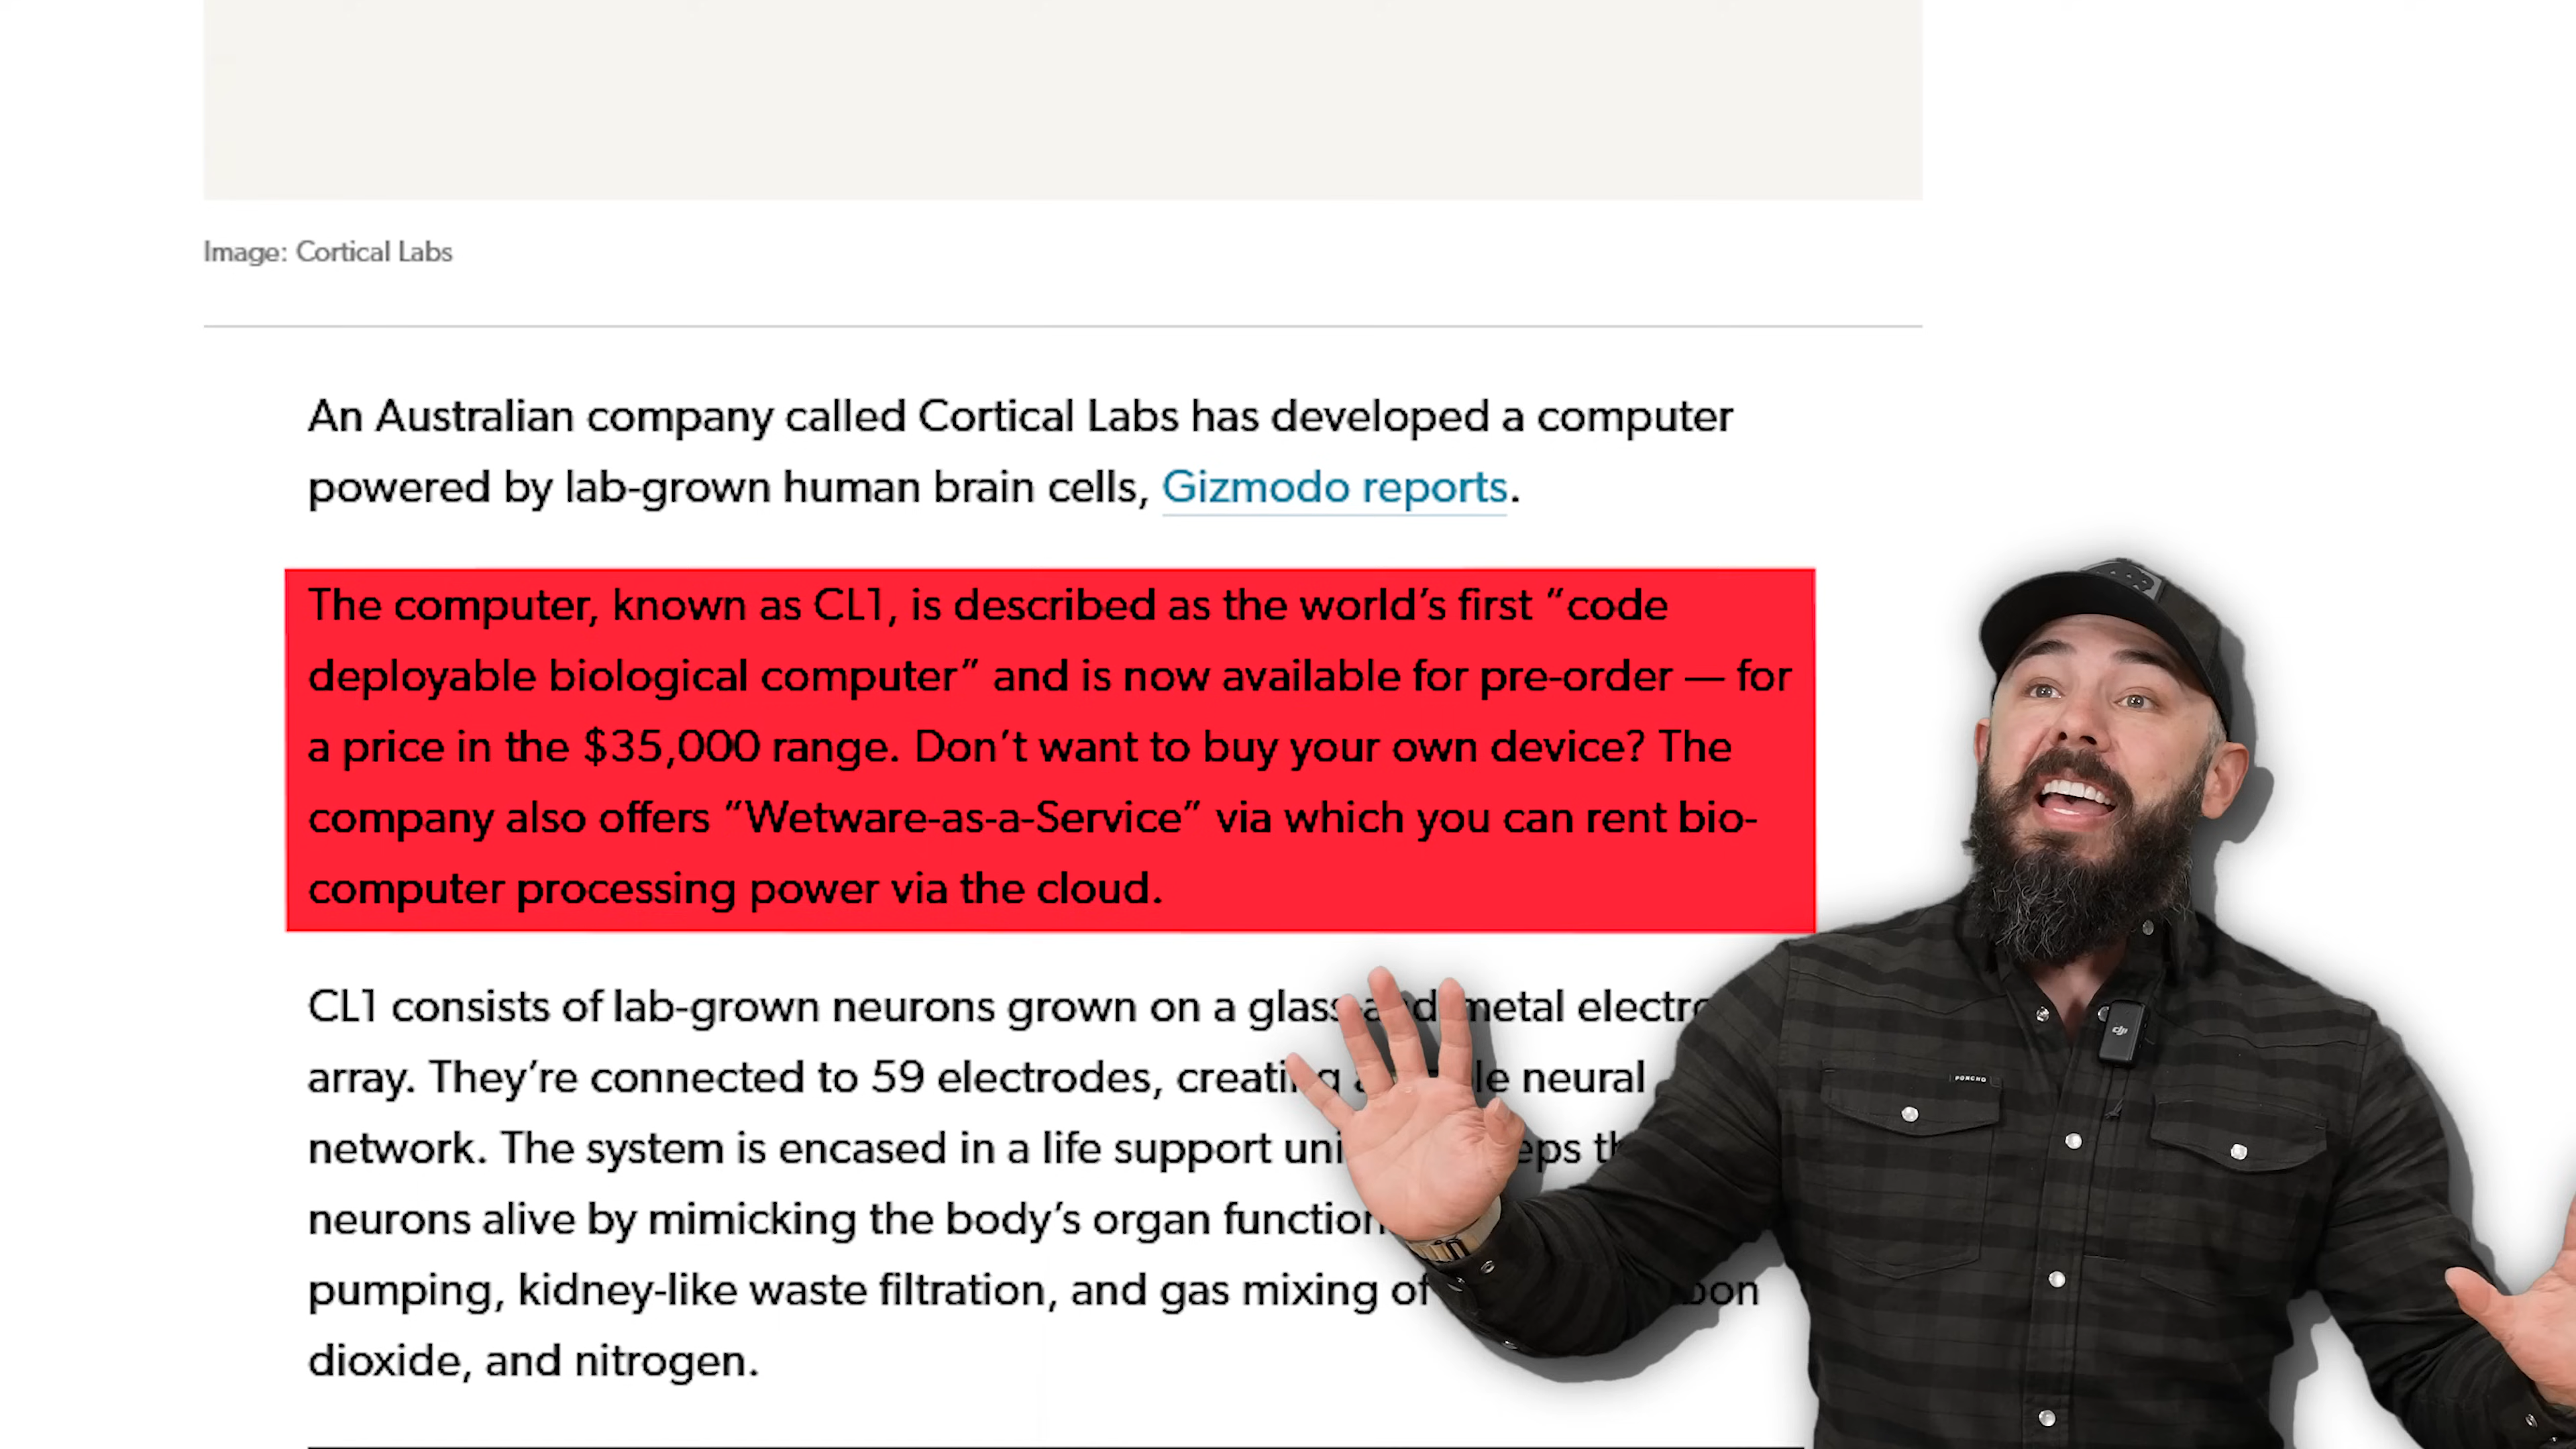 Image: Cortical Labs
An Australian company called Cortical Labs has developed a computer
powered by lab-grown human brain cells, Gizmodo reports.
The computer, known as CL1, is described as the world’s first “code
deployable biological computer” and is now available for pre-order — for
a price in the $35,000 range. Don’t want to buy your own device? The
company also offers “Wetware-as-a-Service” via which you can rent bio-
computer processing power via the cloud.
CL1 consists of lab-grown neurons grown on a glass and metal
array. They’re connected to 59 electrodes, neural
network. The system is encased in a life support
neurons alive by mimicking the body’s organ
pumping, kidney-like waste filtration, and gas mixing of
dioxide, and nitrogen.
dji
PONCHO